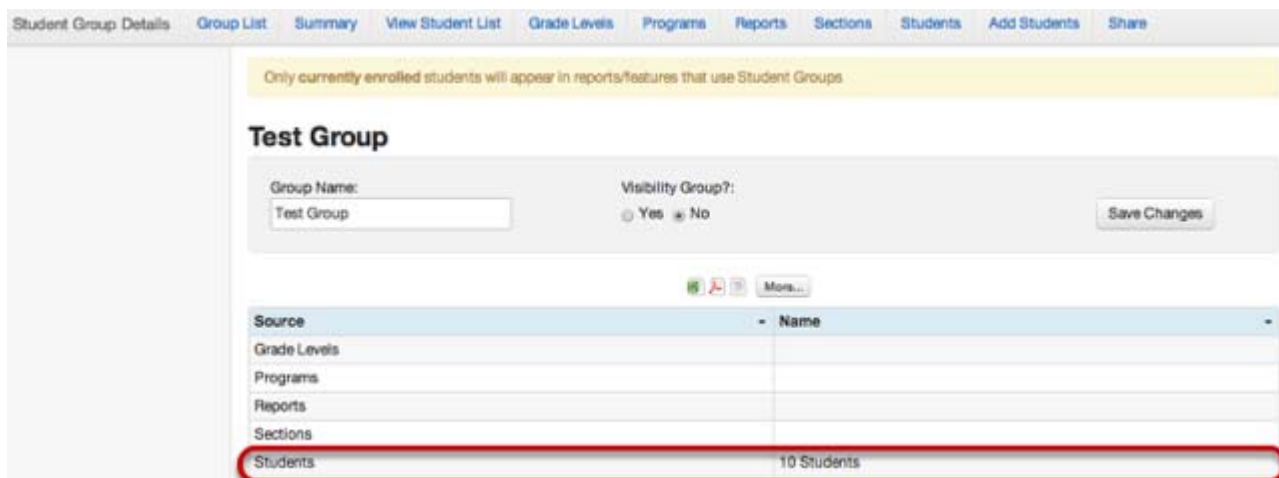 Student Group Details Group List Summary View Student List Grade Levels Programs Reports Sections Students Add Students Share
Only currently enrolled students will appear in reports/features that use Student Groups
Test Group
Group Name: Visibility Group?:
Test Group Yes No Save Changes
More...
Source Name
Grade Levels
Programs
Reports
Sections
Students 10 Students